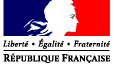 Liberté • Égalité • Fraternité
RÉPUBLIQUE FRANÇAISE